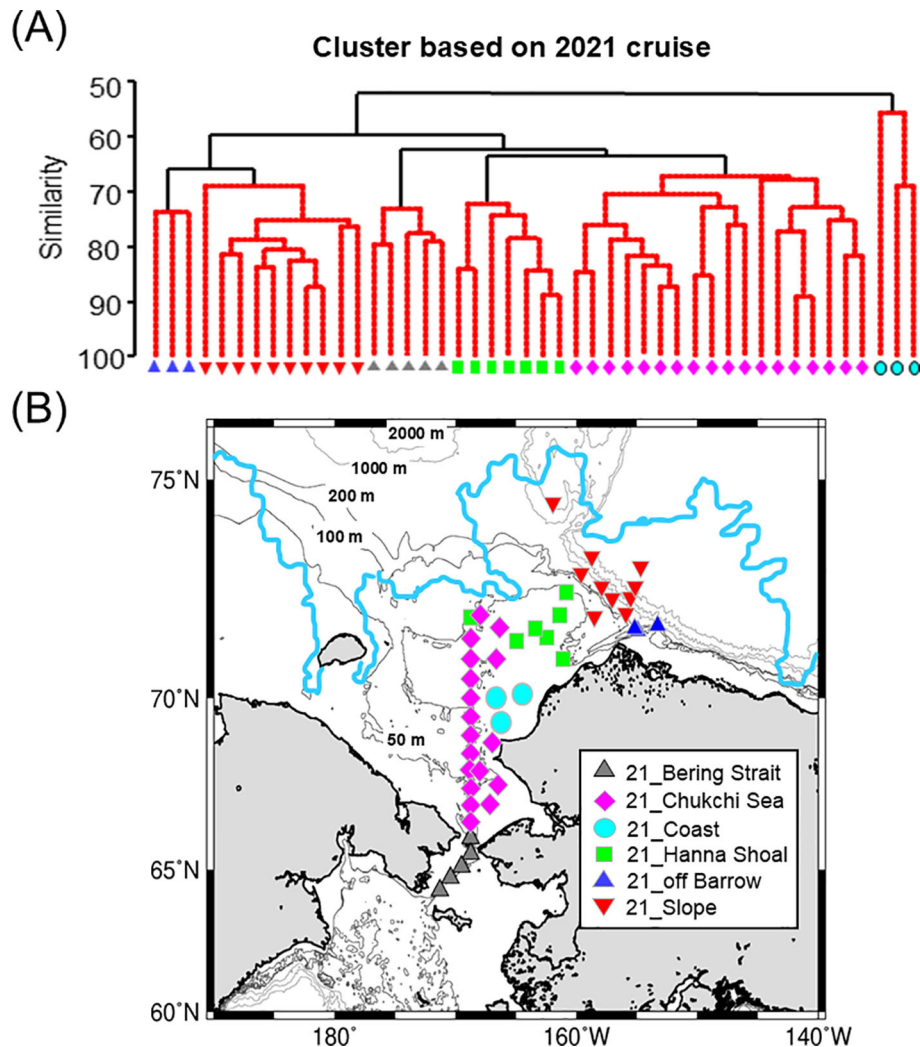 (A)
Cluster based on 2021 cruise
Similarity
50
60
70
80
90
100
(B)
2000 m
1000 m
200 m
100 m
50 m
75°N
70°N
65°N
60°N
180°
160°W
140°W
21_Bering Strait
21_Chukchi Sea
21_Coast
21_Hanna Shoal
21_off Barrow
21_Slope